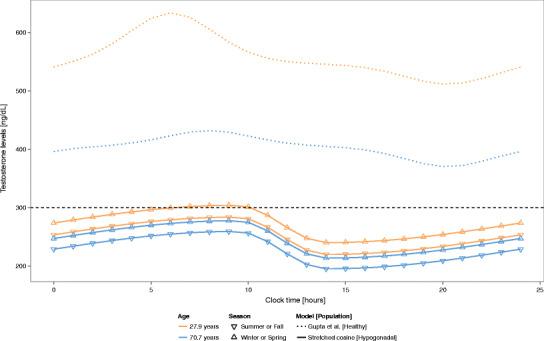 600
500
400
300
200
Testosterone levels [ng/dL]
0
5
10
15
20
25
Clock time [hours]
Age
Season
Model [Population]
27.9 years
Summer or Fall
Gupta et al. [Healthy]
70.7 years
Winter or Spring
Stretched cosine [Hypogonadal]